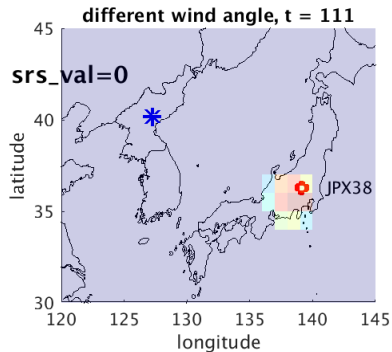 different wind angle, t = 111
45
srs_val=0
40
JPX38
35
30
120
125
130
135
140
145
latitude
longitude